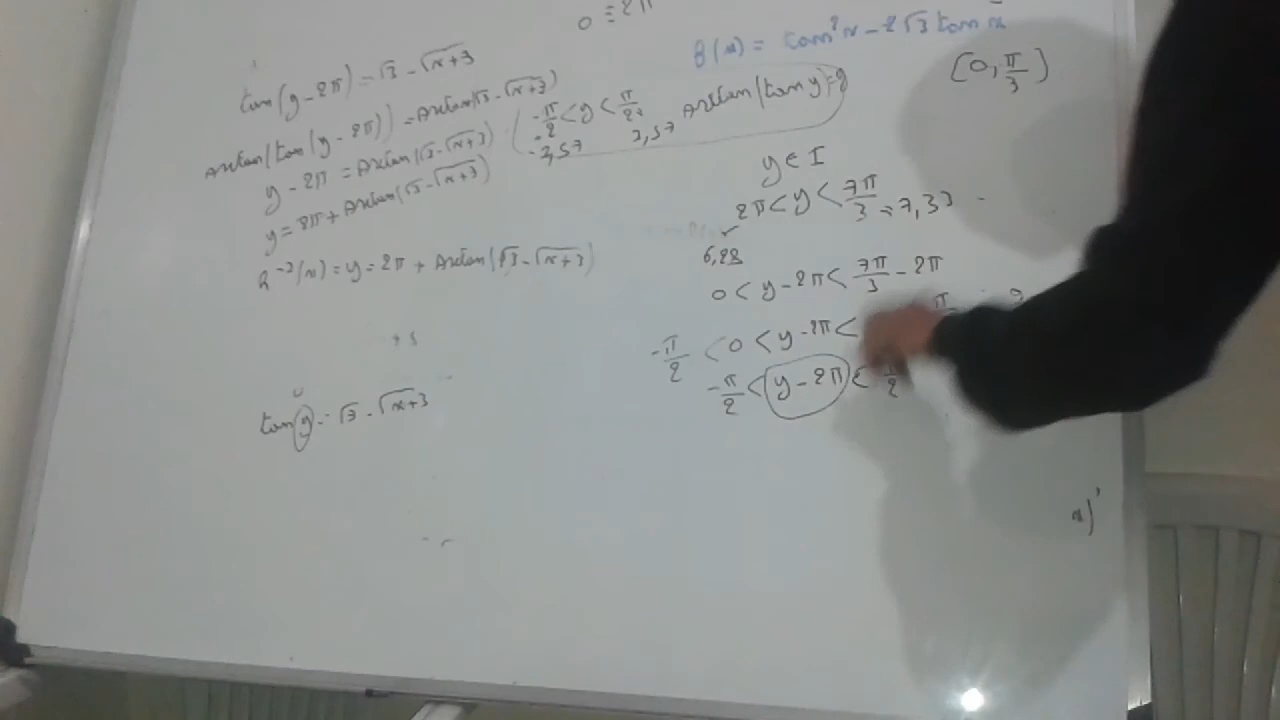 0 ≡ 2π
tan(y - 2π) = √3 - √(x+3)
Arctan(tan(y - 2π)) = Arctan(√3 - √(x+3))
y - 2π = Arctan(√3 - √(x+3))
y = 2π + Arctan(√3 - √(x+3))
h⁻¹(x) = y = 2π + Arctan(√3 - √(x+3))
tan y = √3 - √(x+3)
-π/2 < y < π/2 Arctan(tan y) = y
-1,57 1,57
g(x) = tan²x - 2√3 tan x
[0, π/3)
y ∈ I
2π < y < 7π/3 = 7,33
6,28
0 < y - 2π < 7π/3 - 2π
-π/2 < 0 < y - 2π <
-π/2 < y - 2π < π/2
x)'